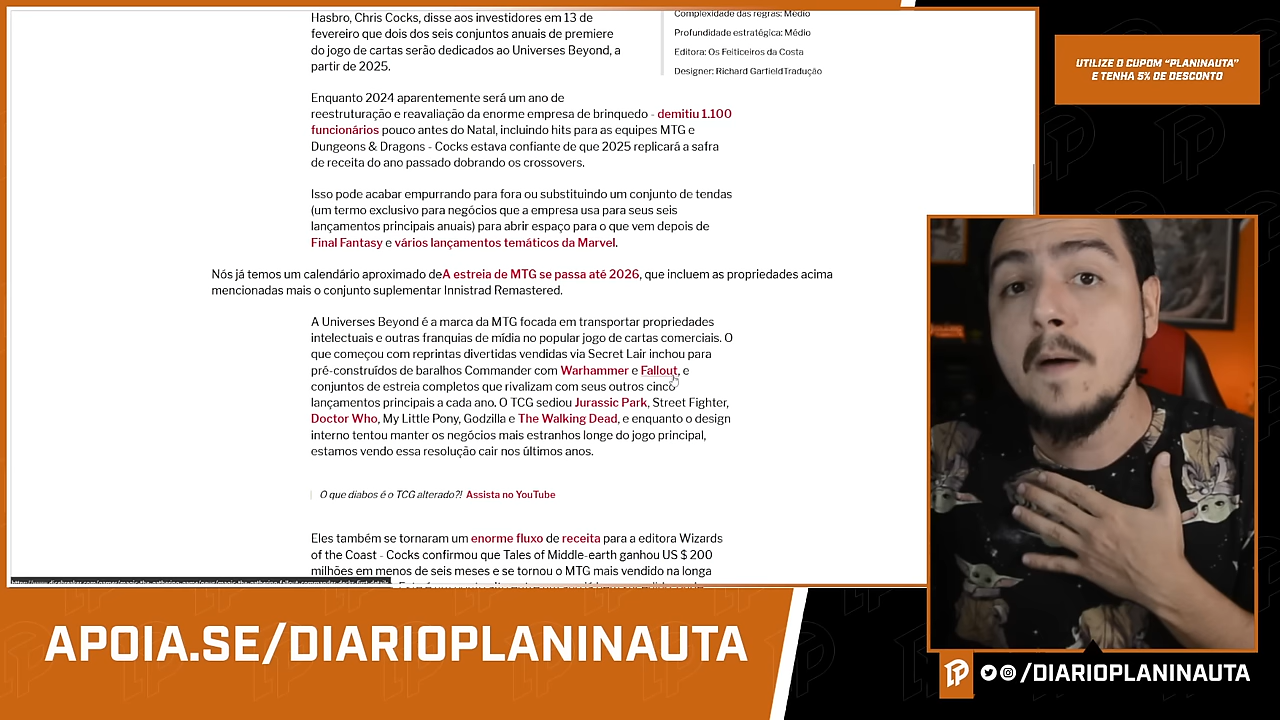 Hasbro, Chris Cocks, disse aos investidores em 13 de
fevereiro que dois dos seis conjuntos anuais de premiere
do jogo de cartas serão dedicados ao Universes Beyond, a
partir de 2025.
Complexidade das regras: Médio
Profundidade estratégica: Médio
Editora: Os Feiticeiros da Costa
Designer: Richard GarfieldTradução
Enquanto 2024 aparentemente será um ano de
reestruturação e reavaliação da enorme empresa de brinquedo - demitiu 1.100
funcionários pouco antes do Natal, incluindo hits para as equipes MTG e
Dungeons & Dragons - Cocks estava confiante de que 2025 replicará a safra
de receita do ano passado dobrando os crossovers.
Isso pode acabar empurrando para fora ou substituindo um conjunto de tendas
(um termo exclusivo para negócios que a empresa usa para seus seis
lançamentos principais anuais) para abrir espaço para o que vem depois de
Final Fantasy e vários lançamentos temáticos da Marvel.
Nós já temos um calendário aproximado deA estreia de MTG se passa até 2026, que incluem as propriedades acima
mencionadas mais o conjunto suplementar Innistrad Remastered.
A Universes Beyond é a marca da MTG focada em transportar propriedades
intelectuais e outras franquias de mídia no popular jogo de cartas comerciais. O
que começou com reprintas divertidas vendidas via Secret Lair inchou para
pré-construídos de baralhos Commander com Warhammer e Fallout, e
conjuntos de estreia completos que rivalizam com seus outros cinco
lançamentos principais a cada ano. O TCG sediou Jurassic Park, Street Fighter,
Doctor Who, My Little Pony, Godzilla e The Walking Dead, e enquanto o design
interno tentou manter os negócios mais estranhos longe do jogo principal,
estamos vendo essa resolução cair nos últimos anos.
O que diabos é o TCG alterado?! Assista no YouTube
Eles também se tornaram um enorme fluxo de receita para a editora Wizards
of the Coast - Cocks confirmou que Tales of Middle-earth ganhou US $ 200
milhões em menos de seis meses e se tornou o MTG mais vendido na longa
UTILIZE O CUPOM "PLANINAUTA"
E TENHA 5% DE DESCONTO
APOIA.SE/DIARIOPLANINAUTA
/DIARIOPLANINAUTA